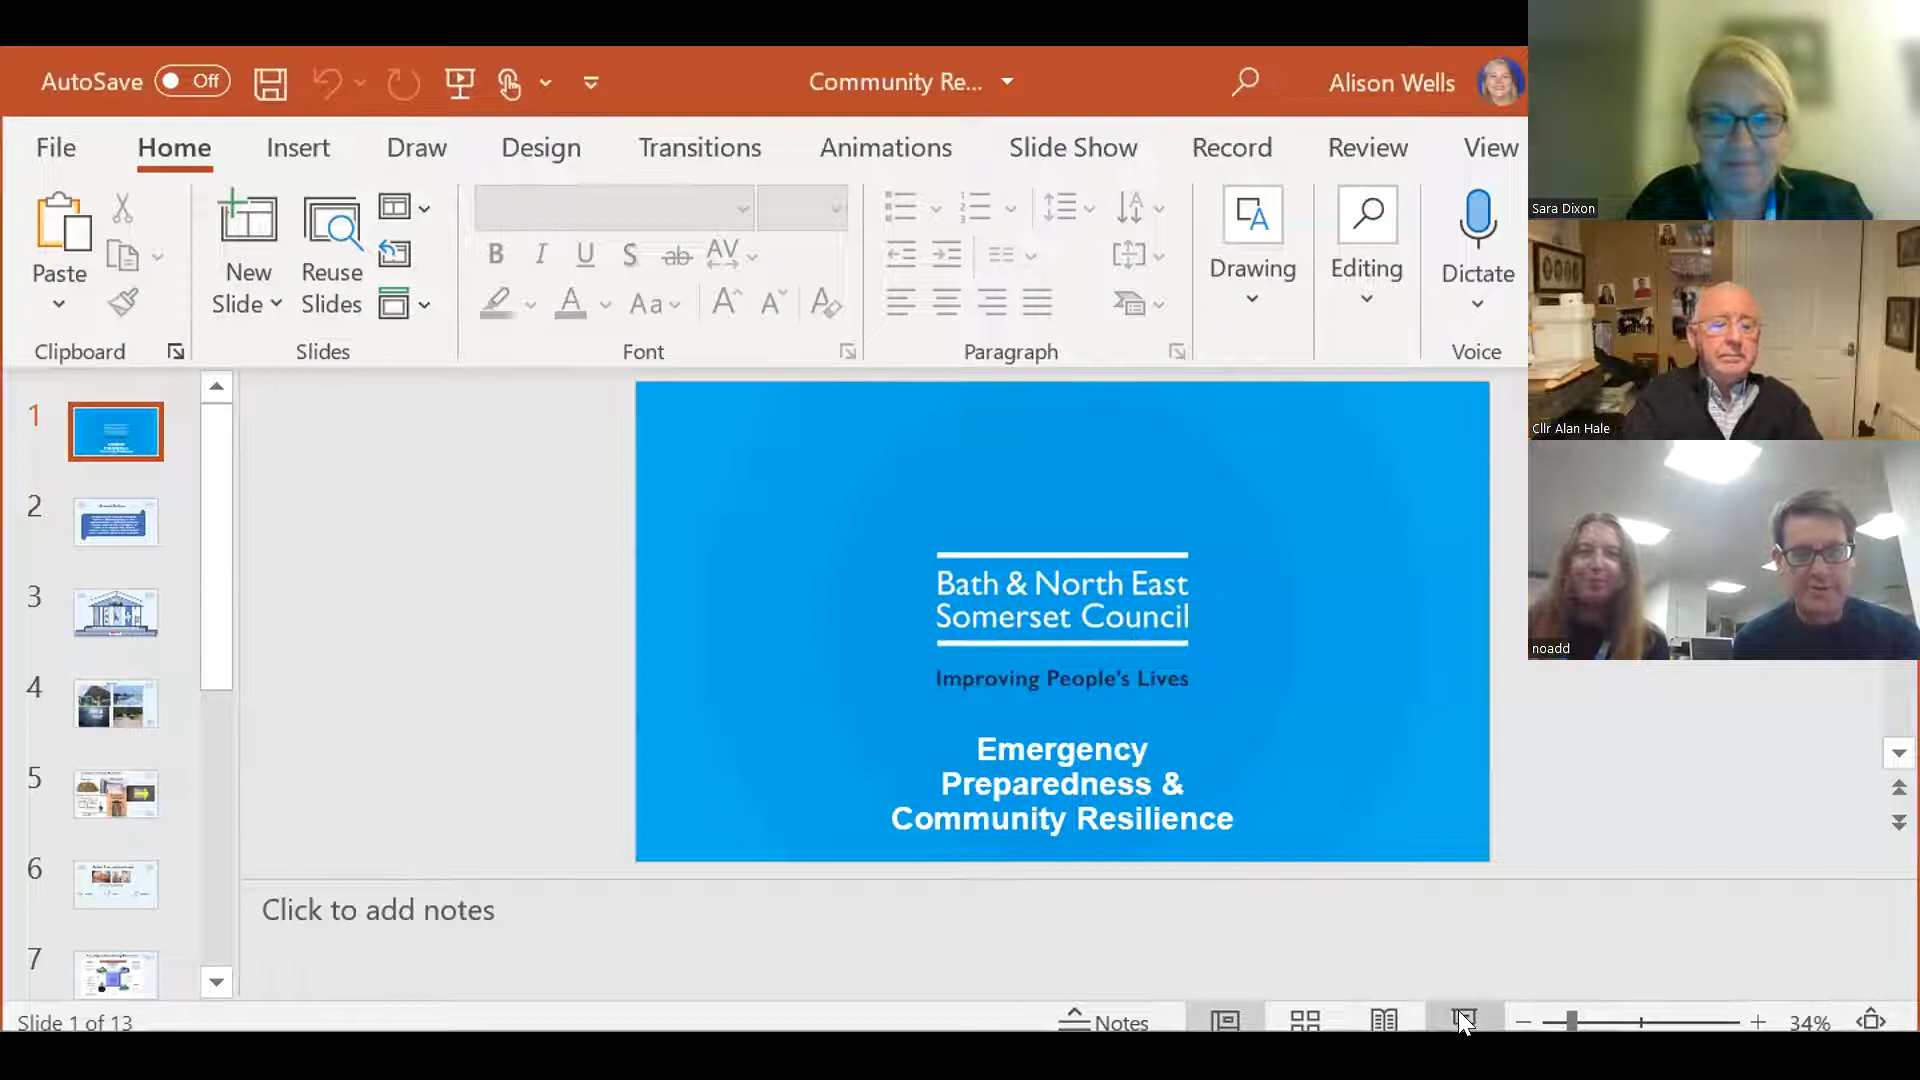 AutoSave Off
Community Re...
Alison Wells
File Home Insert Draw Design Transitions Animations Slide Show Record Review View
Paste
New Slide
Reuse Slides
B I U S ab AV
Aa A A A
Drawing
Editing
Dictate
Clipboard
Slides
Font
Paragraph
Voice
1
2
3
4
5
6
7
Bath & North East
Somerset Council
Improving People's Lives
Emergency
Preparedness &
Community Resilience
Click to add notes
Slide 1 of 13
Notes
34%
Sara Dixon
Cllr Alan Hale
noadd